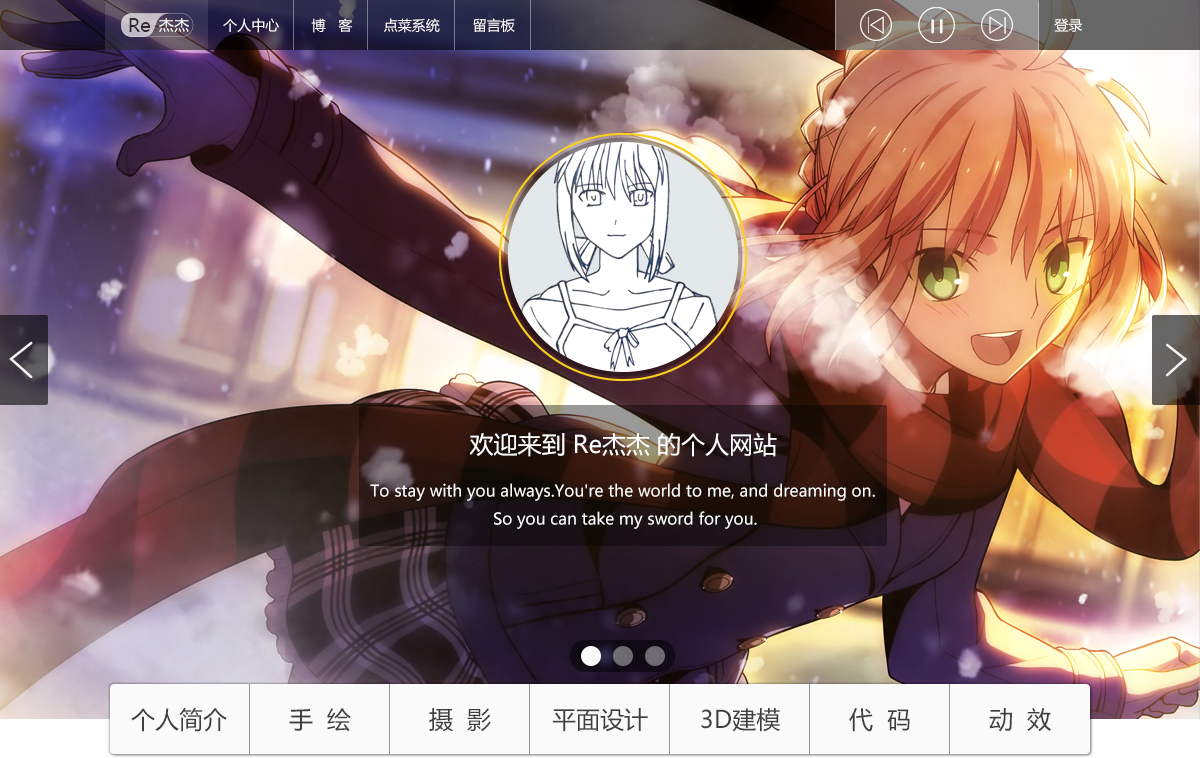 Re 杰杰 个人中心 博 客 点菜系统 留言板 登录
欢迎来到 Re杰杰 的个人网站
To stay with you always.You're the world to me, and dreaming on.
So you can take my sword for you.
个人简介 手 绘 摄 影 平面设计 3D建模 代 码 动 效